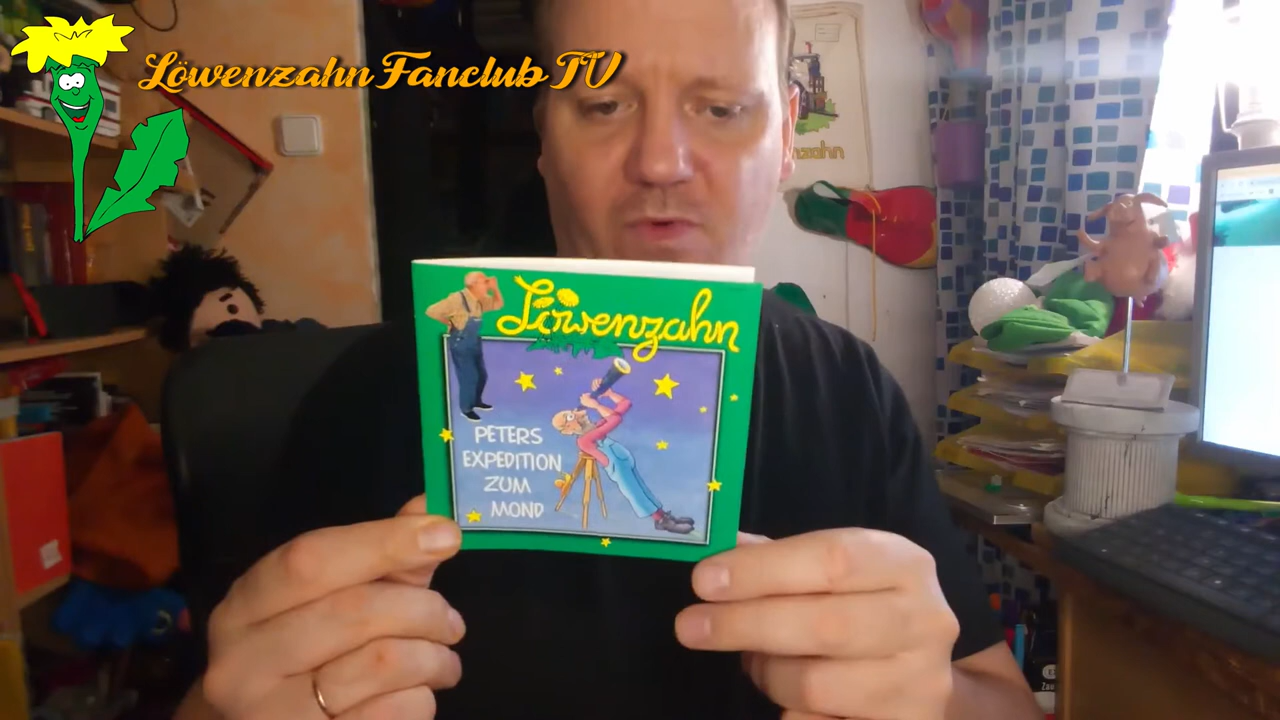 Löwenzahn Fanclub TV
Löwenzahn
PETERS
EXPEDITION
ZUM
MOND